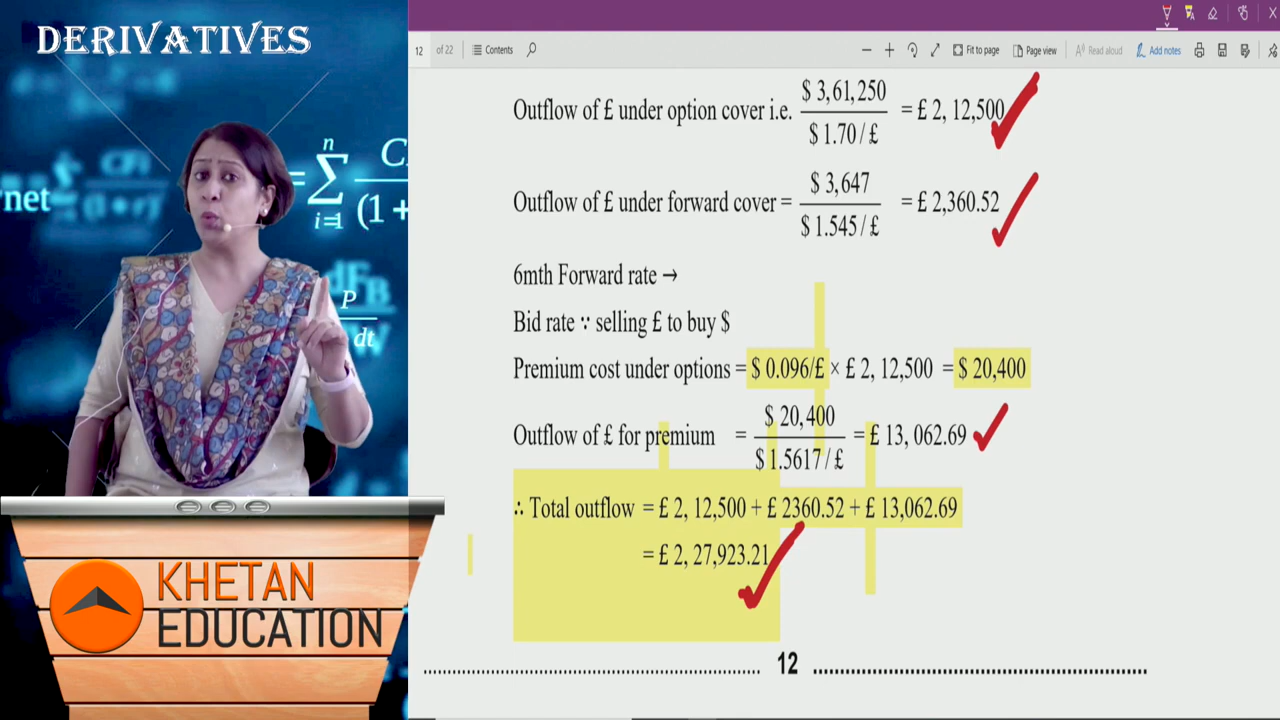 DERIVATIVES
12 of 22 Contents Fit to page Page view Read aloud Add notes
Outflow of £ under option cover i.e. $ 3,61,250 / $ 1.70 / £ = £ 2, 12,500
Outflow of £ under forward cover = $ 3,647 / $ 1.545 / £ = £ 2,360.52
6mth Forward rate →
Bid rate ∵ selling £ to buy $
Premium cost under options = $ 0.096/£ × £ 2, 12,500 = $ 20,400
Outflow of £ for premium = $ 20,400 / $ 1.5617 / £ = £ 13, 062.69
∴ Total outflow = £ 2, 12,500 + £ 2360.52 + £ 13,062.69
= £ 2, 27,923.21
12
net
= n ∑ i=1 C (1 +
P
dt
KHETAN
EDUCATION